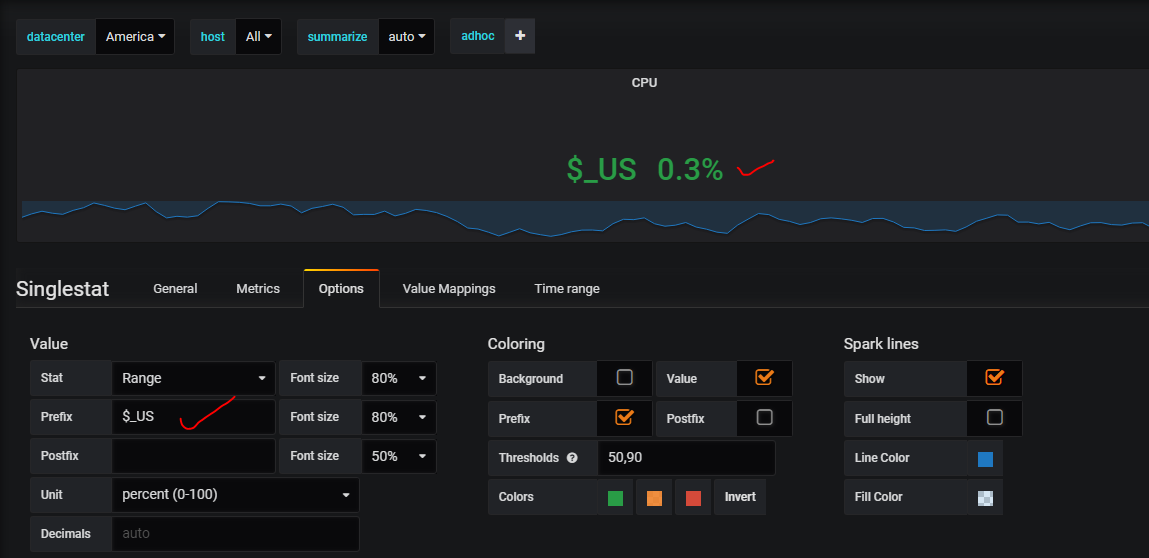 datacenter America host All summarize auto adhoc +
CPU
$_US 0.3%
Singlestat General Metrics Options Value Mappings Time range
Value Coloring Spark lines
Stat Range Font size 80% Background Value Show
Prefix $_US Font size 80% Prefix Postfix Full height
Postfix Font size 50% Thresholds ? 50,90 Line Color
Unit percent (0-100) Colors Invert Fill Color
Decimals auto